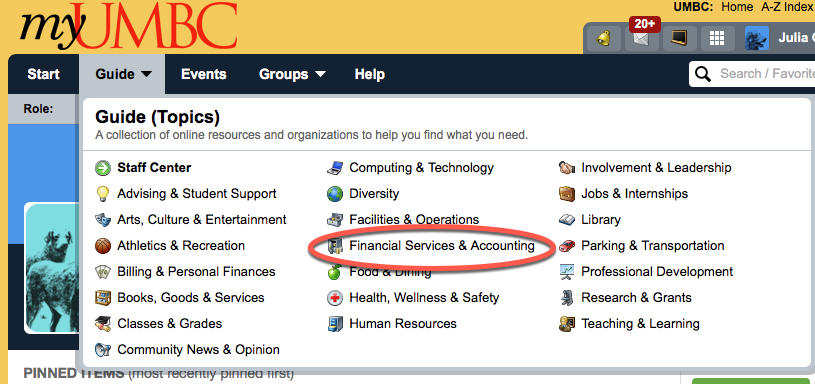 myUMBC
UMBC: Home A-Z Index
20+
Julia
Start Guide Events Groups Help
Search / Favorite
Role:
Guide (Topics)
A collection of online resources and organizations to help you find what you need.
Staff Center
Advising & Student Support
Arts, Culture & Entertainment
Athletics & Recreation
Billing & Personal Finances
Books, Goods & Services
Classes & Grades
Community News & Opinion
Computing & Technology
Diversity
Facilities & Operations
Financial Services & Accounting
Food & Dining
Health, Wellness & Safety
Human Resources
Involvement & Leadership
Jobs & Internships
Library
Parking & Transportation
Professional Development
Research & Grants
Teaching & Learning
PINNED ITEMS (most recently pinned first)